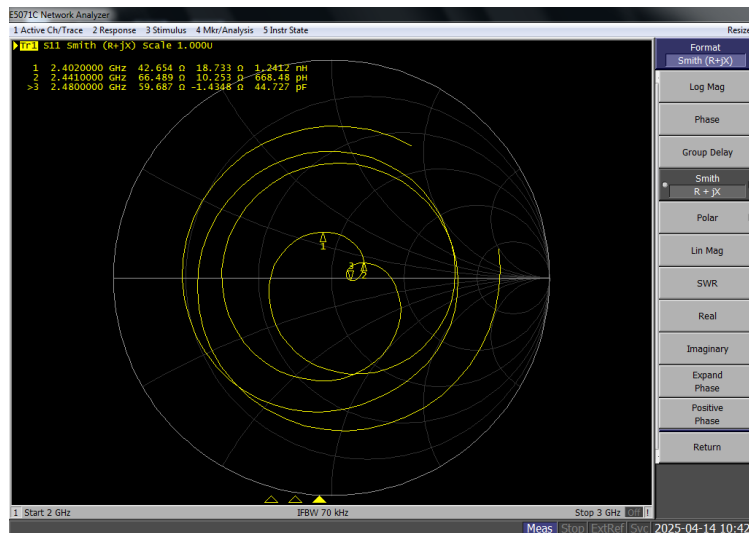 E5071C Network Analyzer
1 Active Ch/Trace 2 Response 3 Stimulus 4 Mkr/Analysis 5 Instr State
Resize
Tr1 S11 Smith (R+jX) Scale 1.000U
1 2.4020000 GHz 42.654 Ω 18.733 Ω 1.2412 nH
2 2.4410000 GHz 66.489 Ω 10.253 Ω 668.48 pH
>3 2.4800000 GHz 59.687 Ω -1.4348 Ω 44.727 pF
1
3
2
Format
Smith (R+jX)
Log Mag
Phase
Group Delay
Smith
R + jX
Polar
Lin Mag
SWR
Real
Imaginary
Expand
Phase
Positive
Phase
Return
1 Start 2 GHz
IFBW 70 kHz
Stop 3 GHz Off !
Meas Stop ExtRef Svc 2025-04-14 10:42